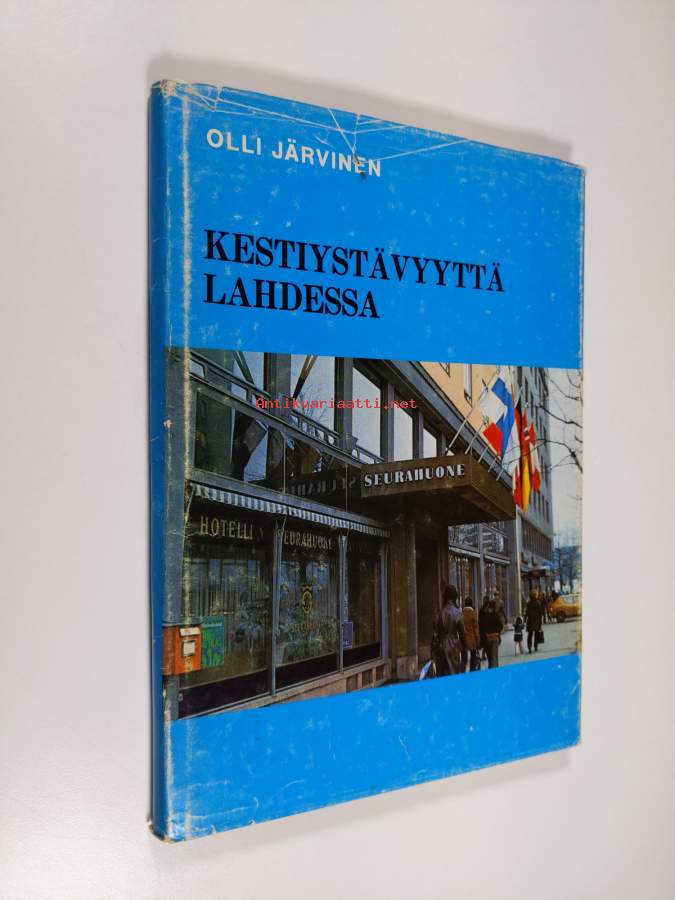 OLLI JÄRVINEN
KESTIYSTÄVYYTTÄ
LAHDESSA
Antikvariaatti.net
SEURAHUONE
HOTELLI SEURAHUONE